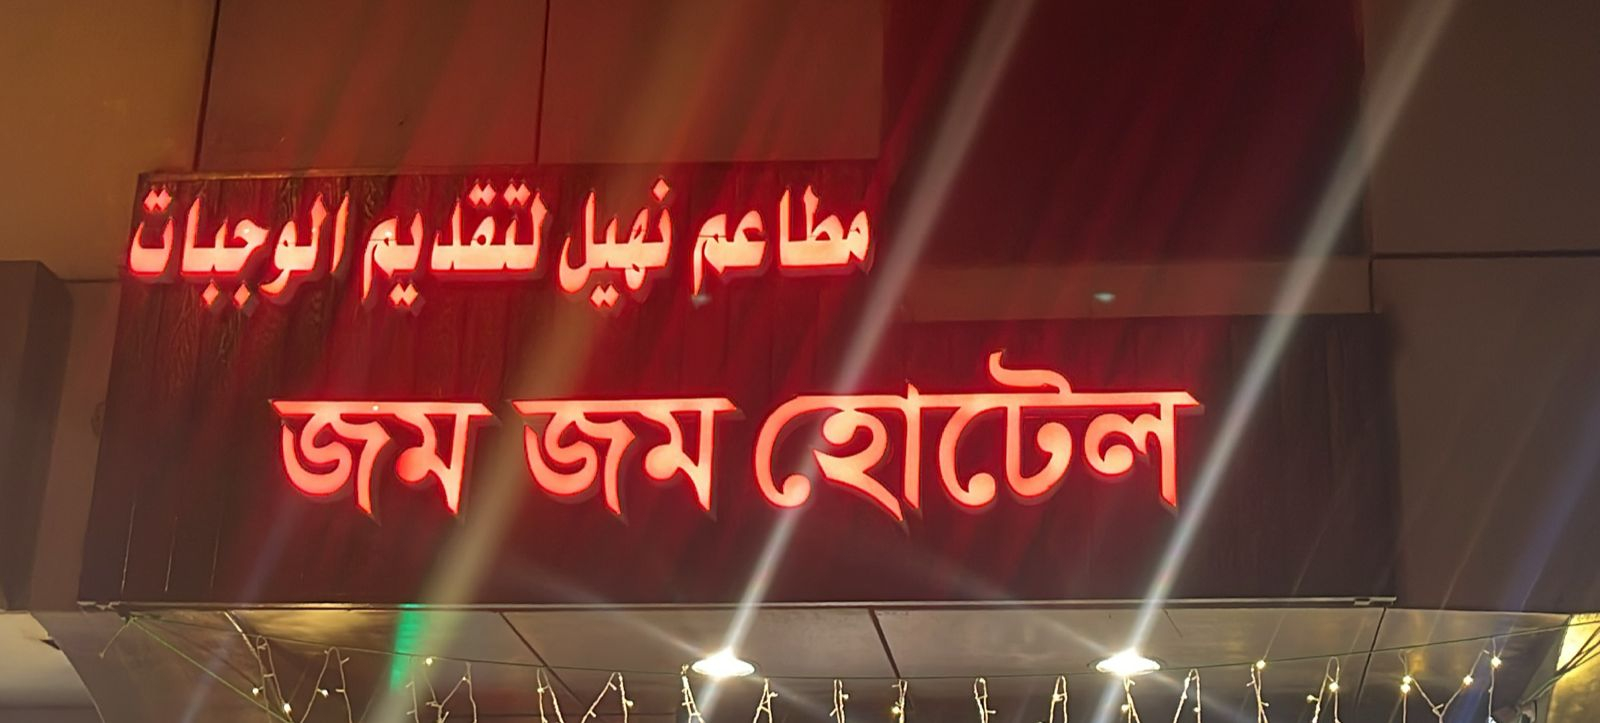 مطاعم نهيل لتقديم الوجبات
জম জম হোটেল